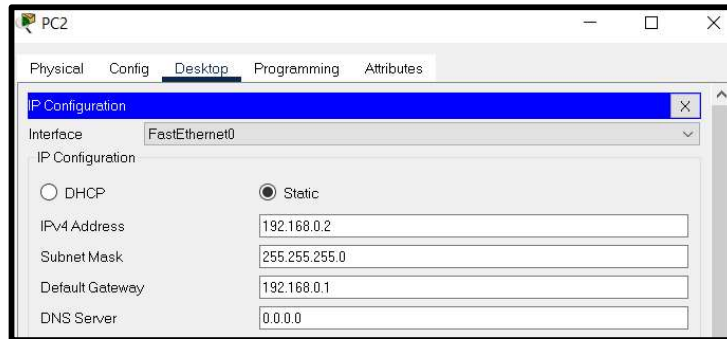 PC2
Physical Config Desktop Programming Attributes
IP Configuration X
Interface FastEthernet0
IP Configuration
DHCP Static
IPv4 Address 192.168.0.2
Subnet Mask 255.255.255.0
Default Gateway 192.168.0.1
DNS Server 0.0.0.0